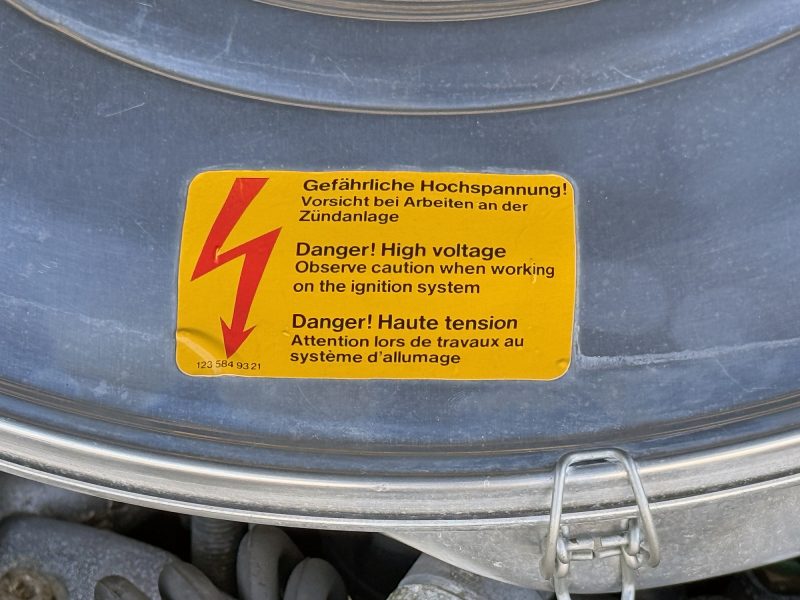 Gefährliche Hochspannung!
Vorsicht bei Arbeiten an der
Zündanlage
Danger! High voltage
Observe caution when working
on the ignition system
Danger! Haute tension
Attention lors de travaux au
système d'allumage
123 584 93 21